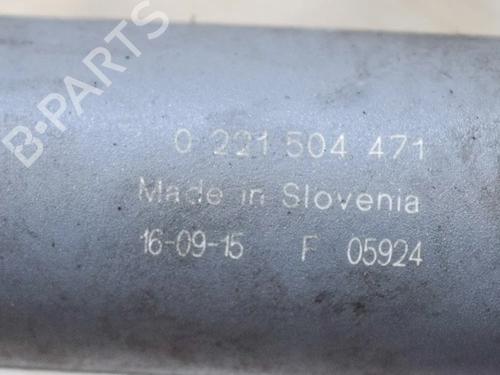 B-PARTS
0 221 504 471
Made in Slovenia
16-09-15 F 05924